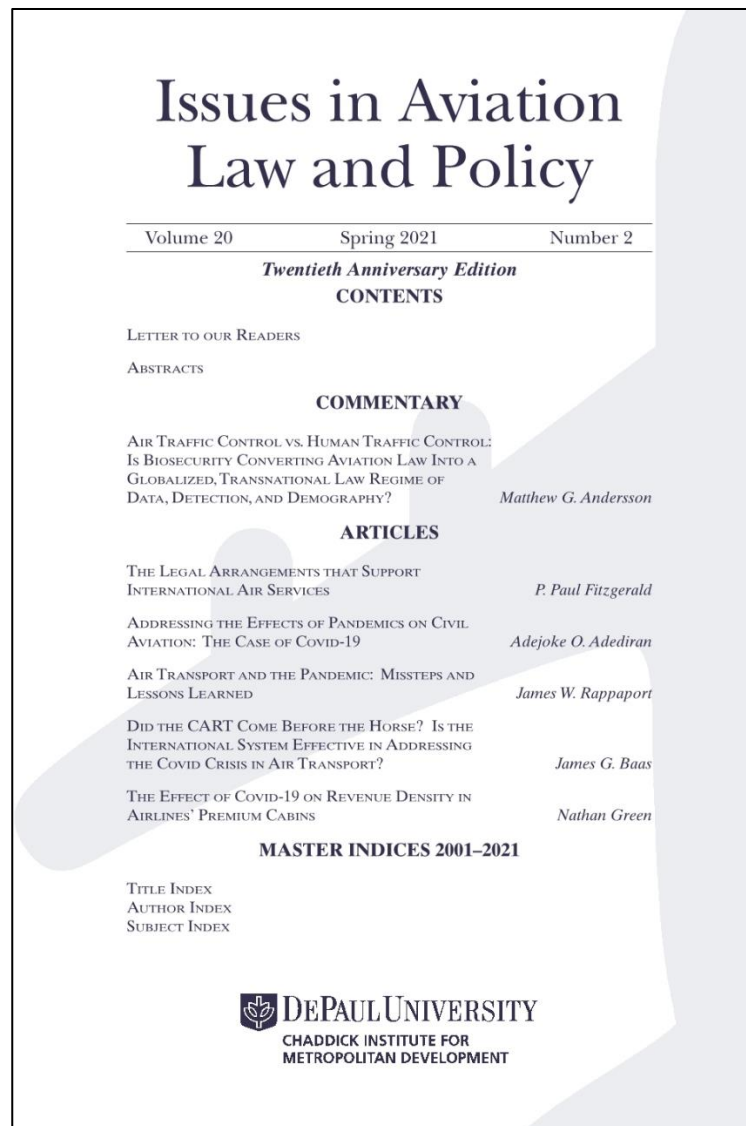 Issues in Aviation
Law and Policy
Volume 20 Spring 2021 Number 2
Twentieth Anniversary Edition
CONTENTS
LETTER TO OUR READERS
ABSTRACTS
COMMENTARY
AIR TRAFFIC CONTROL VS. HUMAN TRAFFIC CONTROL:
IS BIOSECURITY CONVERTING AVIATION LAW INTO A
GLOBALIZED, TRANSNATIONAL LAW REGIME OF
DATA, DETECTION, AND DEMOGRAPHY? Matthew G. Andersson
ARTICLES
THE LEGAL ARRANGEMENTS THAT SUPPORT
INTERNATIONAL AIR SERVICES P. Paul Fitzgerald
ADDRESSING THE EFFECTS OF PANDEMICS ON CIVIL
AVIATION: THE CASE OF COVID-19 Adejoke O. Adediran
AIR TRANSPORT AND THE PANDEMIC: MISSTEPS AND
LESSONS LEARNED James W. Rappaport
DID THE CART COME BEFORE THE HORSE? IS THE
INTERNATIONAL SYSTEM EFFECTIVE IN ADDRESSING
THE COVID CRISIS IN AIR TRANSPORT? James G. Baas
THE EFFECT OF COVID-19 ON REVENUE DENSITY IN
AIRLINES' PREMIUM CABINS Nathan Green
MASTER INDICES 2001–2021
TITLE INDEX
AUTHOR INDEX
SUBJECT INDEX
DEPAUL UNIVERSITY
CHADDICK INSTITUTE FOR
METROPOLITAN DEVELOPMENT